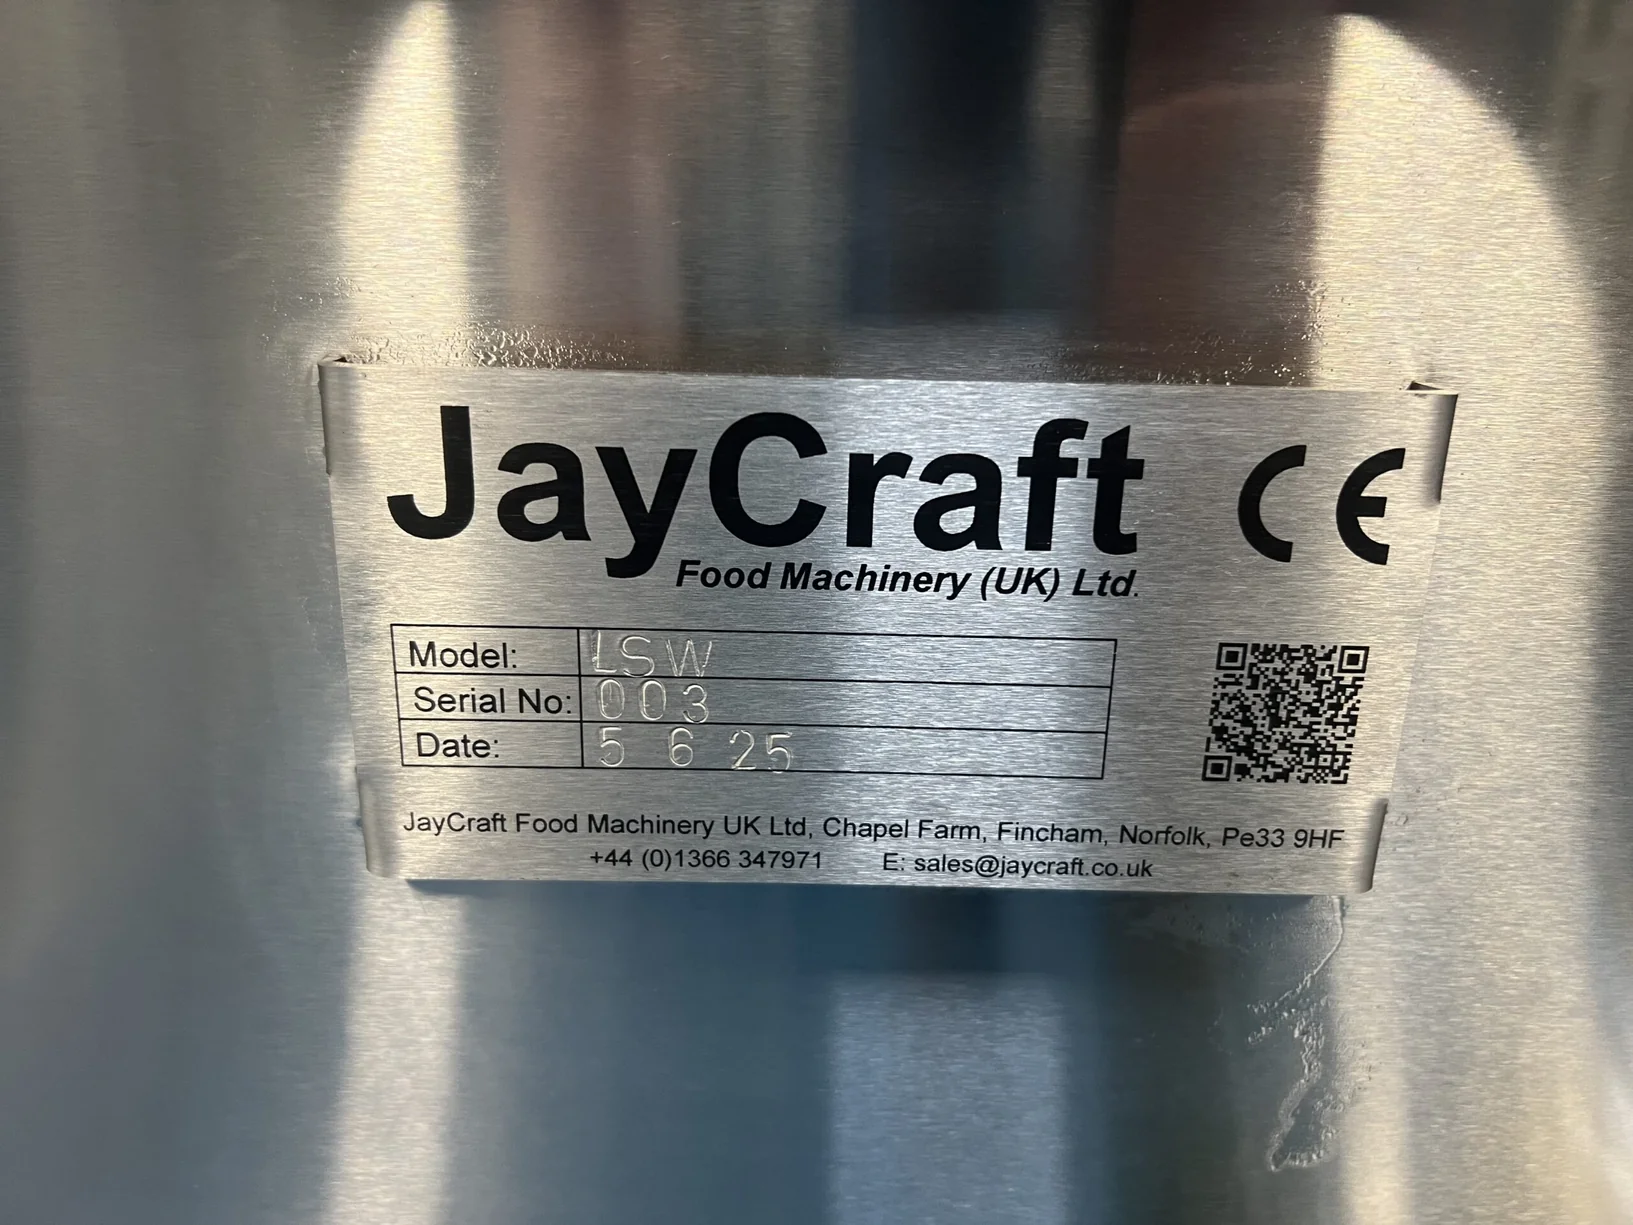 JayCraft CE
Food Machinery (UK) Ltd.
Model: LSW
Serial No: 003
Date: 5 6 25
JayCraft Food Machinery UK Ltd, Chapel Farm, Fincham, Norfolk, Pe33 9HF
+44 (0)1366 347971 E: sales@jaycraft.co.uk